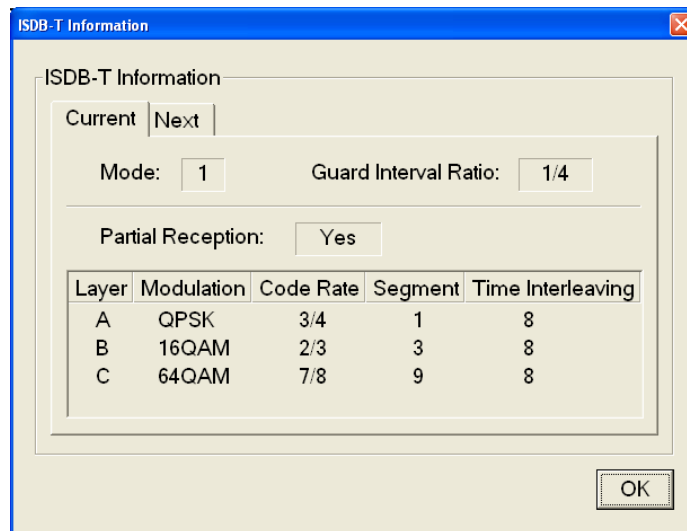 ISDB-T Information
ISDB-T Information
Current Next
Mode: 1 Guard Interval Ratio: 1/4
Partial Reception: Yes
Layer Modulation Code Rate Segment Time Interleaving
A QPSK 3/4 1 8
B 16QAM 2/3 3 8
C 64QAM 7/8 9 8
OK